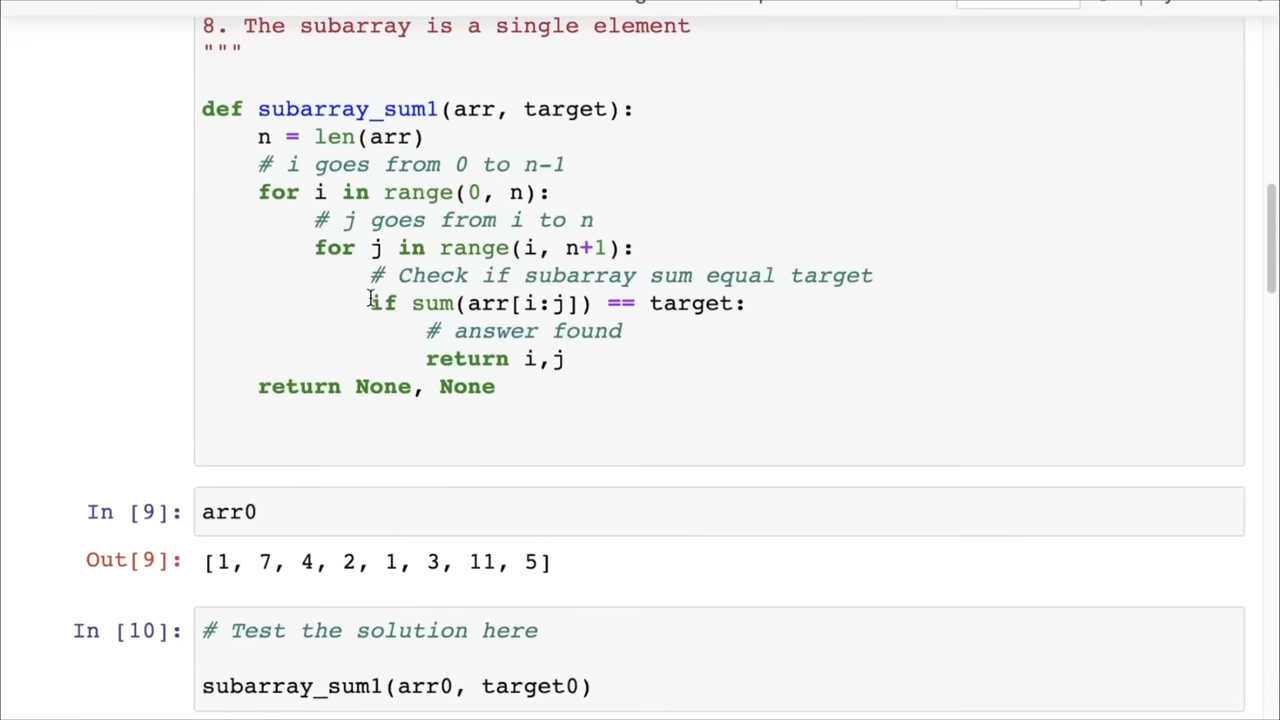 8. The subarray is a single element
"""
def subarray_sum1(arr, target):
    n = len(arr)
    # i goes from 0 to n-1
    for i in range(0, n):
        # j goes from i to n
        for j in range(i, n+1):
            # Check if subarray sum equal target
            if sum(arr[i:j]) == target:
                # answer found
                return i,j
    return None, None
In [9]: arr0
Out[9]: [1, 7, 4, 2, 1, 3, 11, 5]
In [10]: # Test the solution here
subarray_sum1(arr0, target0)